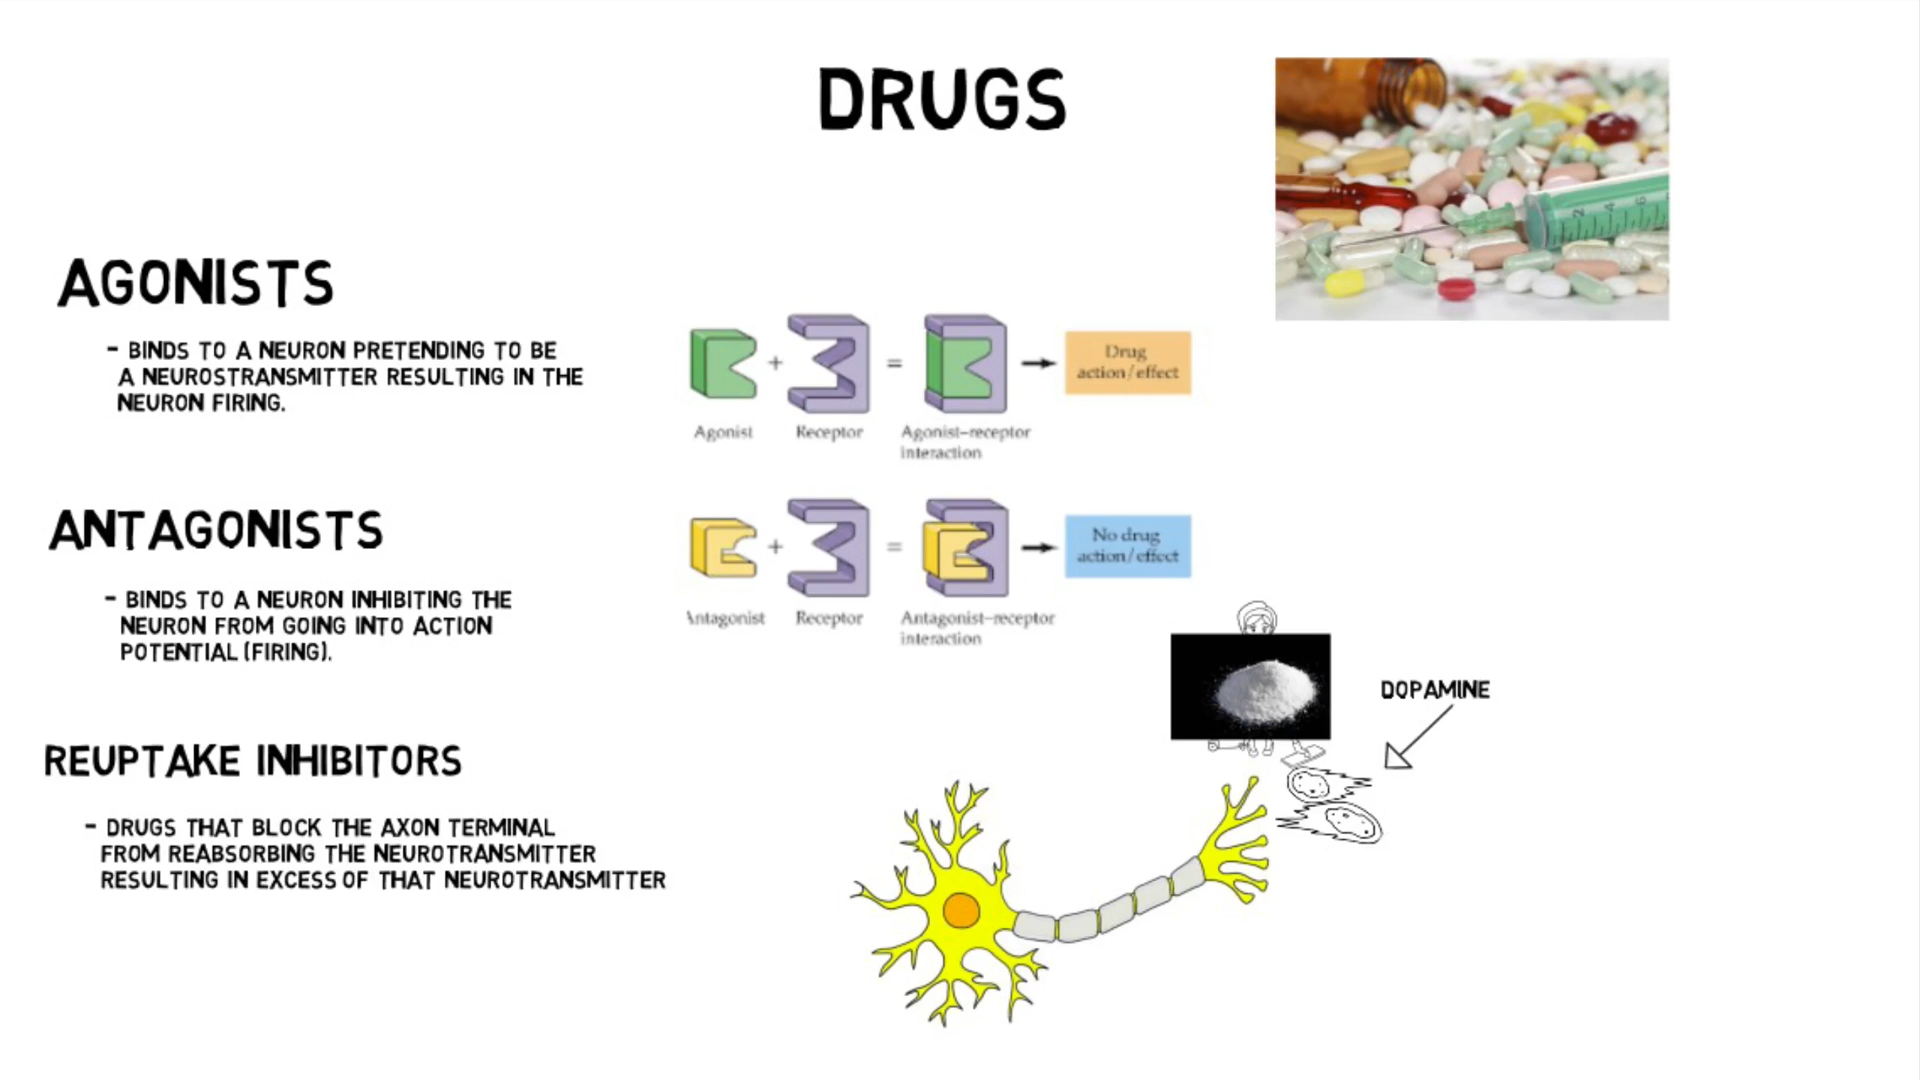 DRUGS
AGONISTS
- BINDS TO A NEURON PRETENDING TO BE
A NEUROSTRANSMITTER RESULTING IN THE
NEURON FIRING.
Drug
action/effect
+
=
Agonist
Receptor
Agonist–receptor
interaction
ANTAGONISTS
- BINDS TO A NEURON INHIBITING THE
NEURON FROM GOING INTO ACTION
POTENTIAL (FIRING).
No drug
action/effect
+
=
Antagonist
Receptor
Antagonist–receptor
interaction
DOPAMINE
REUPTAKE INHIBITORS
- DRUGS THAT BLOCK THE AXON TERMINAL
FROM REABSORBING THE NEUROTRANSMITTER
RESULTING IN EXCESS OF THAT NEUROTRANSMITTER
2 4 6